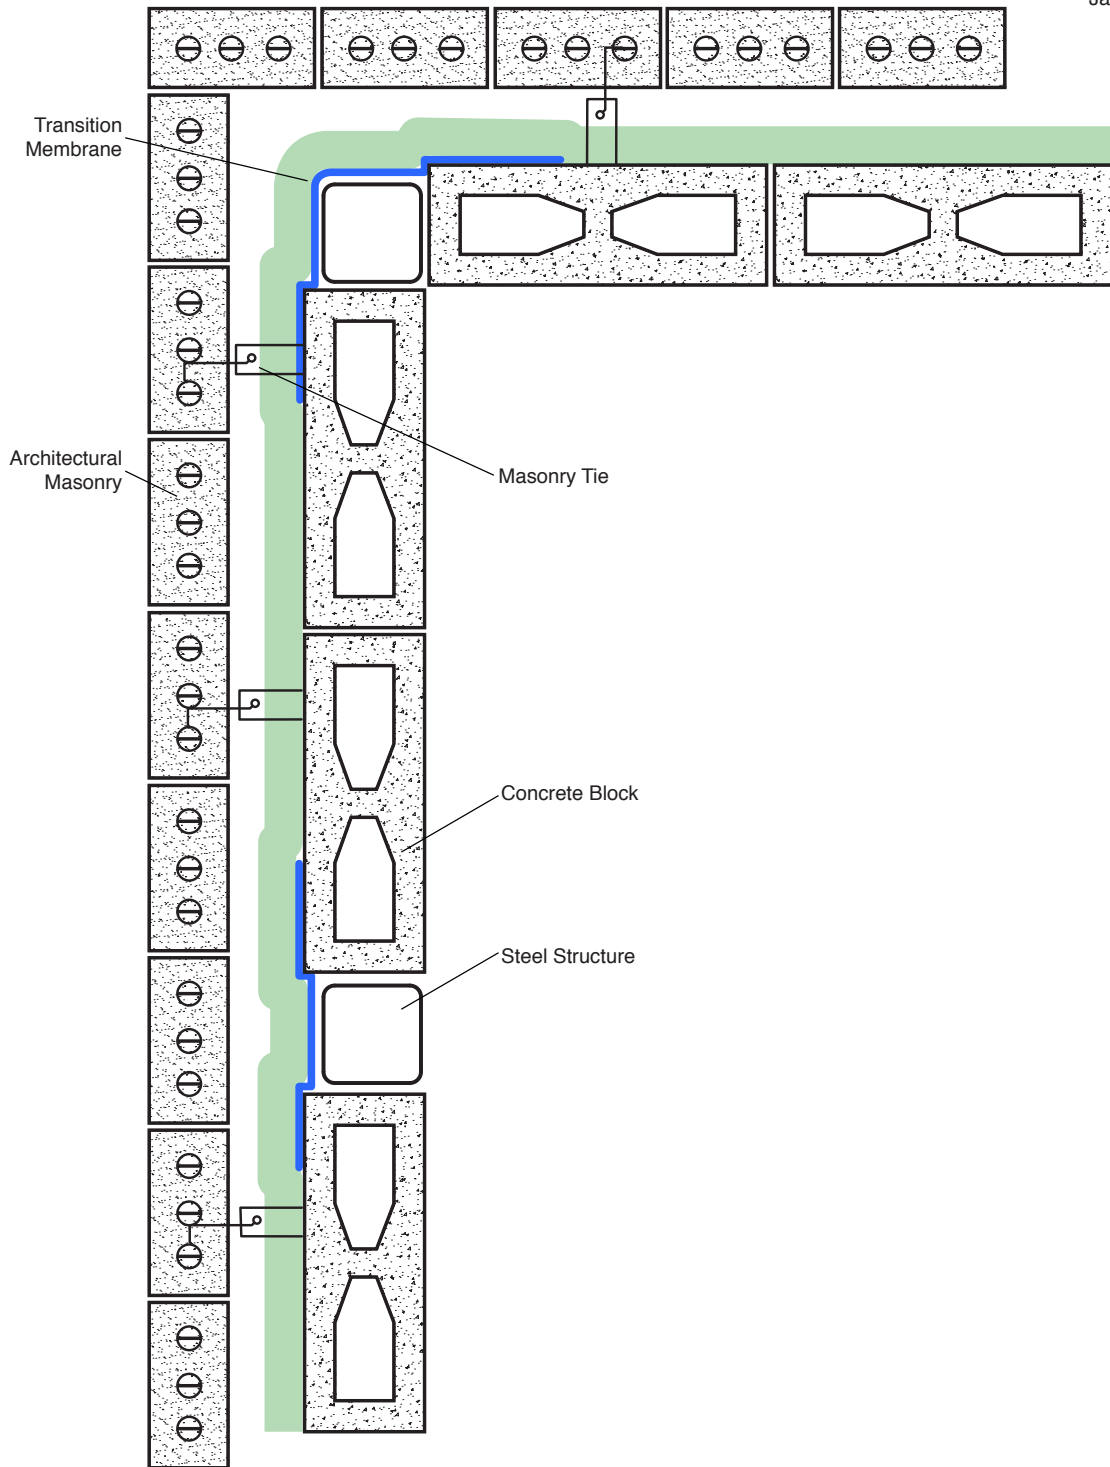 Transition
Membrane
Architectural
Masonry
Masonry Tie
Concrete Block
Steel Structure